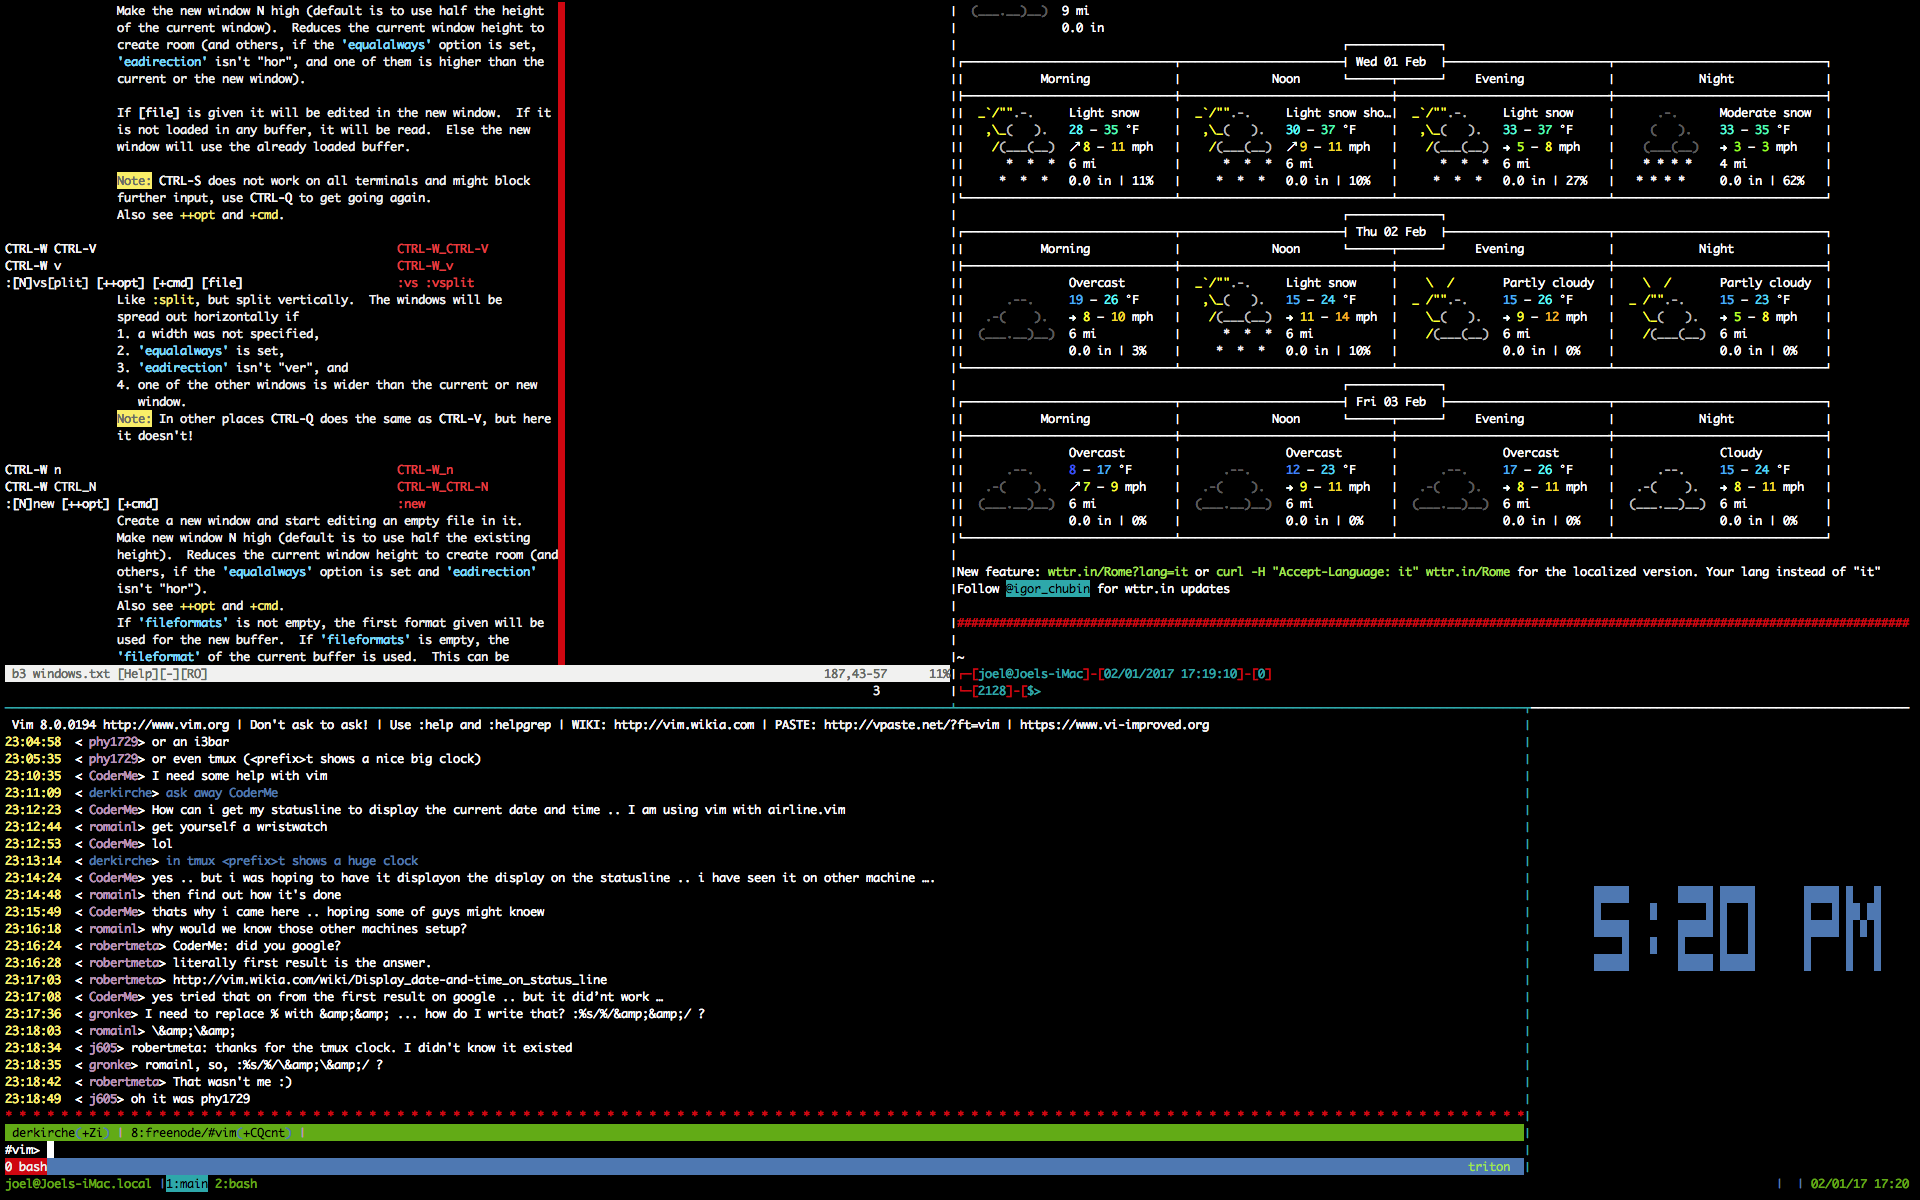 Make the new window N high (default is to use half the height
of the current window).  Reduces the current window height to
create room (and others, if the 'equalalways' option is set,
'eadirection' isn't "hor", and one of them is higher than the
current or the new window).
If [file] is given it will be edited in the new window.  If it
is not loaded in any buffer, it will be read.  Else the new
window will use the already loaded buffer.
Note: CTRL-S does not work on all terminals and might block
further input, use CTRL-Q to get going again.
Also see ++opt and +cmd.
CTRL-W CTRL-V CTRL-W_CTRL-V
CTRL-W v CTRL-W_v
:[N]vs[plit] [++opt] [+cmd] [file] :vs :vsplit
Like :split, but split vertically.  The windows will be
spread out horizontally if
1. a width was not specified,
2. 'equalalways' is set,
3. 'eadirection' isn't "ver", and
4. one of the other windows is wider than the current or new
window.
Note: In other places CTRL-Q does the same as CTRL-V, but here
it doesn't!
CTRL-W n CTRL-W_n
CTRL-W CTRL_N CTRL-W_CTRL-N
:[N]new [++opt] [+cmd] :new
Create a new window and start editing an empty file in it.
Make new window N high (default is to use half the existing
height).  Reduces the current window height to create room (and
others, if the 'equalalways' option is set and 'eadirection'
isn't "hor").
Also see ++opt and +cmd.
If 'fileformats' is not empty, the first format given will be
used for the new buffer.  If 'fileformats' is empty, the
'fileformat' of the current buffer is used.  This can be
b3 windows.txt [Help][-][RO] 187,43-57 11%
3
9 mi
0.0 in
Wed 01 Feb
Morning Noon Evening Night
Light snow Light snow sho… Light snow Moderate snow
28 – 35 °F 30 – 37 °F 33 – 37 °F 33 – 35 °F
↗ 8 – 11 mph ↗ 9 – 11 mph → 5 – 8 mph → 3 – 3 mph
6 mi 6 mi 6 mi 4 mi
0.0 in | 11% 0.0 in | 10% 0.0 in | 27% 0.0 in | 62%
Thu 02 Feb
Morning Noon Evening Night
Overcast Light snow Partly cloudy Partly cloudy
19 – 26 °F 15 – 24 °F 15 – 26 °F 15 – 23 °F
→ 8 – 10 mph → 11 – 14 mph → 9 – 12 mph → 5 – 8 mph
6 mi 6 mi 6 mi 6 mi
0.0 in | 3% 0.0 in | 10% 0.0 in | 0% 0.0 in | 0%
Fri 03 Feb
Morning Noon Evening Night
Overcast Overcast Overcast Cloudy
8 – 17 °F 12 – 23 °F 17 – 26 °F 15 – 24 °F
↗ 7 – 9 mph → 9 – 11 mph → 8 – 11 mph → 8 – 11 mph
6 mi 6 mi 6 mi 6 mi
0.0 in | 0% 0.0 in | 0% 0.0 in | 0% 0.0 in | 0%
New feature: wttr.in/Rome?lang=it or curl -H "Accept-Language: it" wttr.in/Rome for the localized version. Your lang instead of "it"
Follow @igor_chubin for wttr.in updates
~
[joel@Joels-iMac]-[02/01/2017 17:19:10]-[0]
[2128]-[$>
Vim 8.0.0194 http://www.vim.org | Don't ask to ask! | Use :help and :helpgrep | WIKI: http://vim.wikia.com | PASTE: http://vpaste.net/?ft=vim | https://www.vi-improved.org
23:04:58 < phy1729> or an i3bar
23:05:35 < phy1729> or even tmux (<prefix>t shows a nice big clock)
23:10:35 < CoderMe> I need some help with vim
23:11:09 < derkirche> ask away CoderMe
23:12:23 < CoderMe> How can i get my statusline to display the current date and time .. I am using vim with airline.vim
23:12:44 < romainl> get yourself a wristwatch
23:12:53 < CoderMe> lol
23:13:14 < derkirche> in tmux <prefix>t shows a huge clock
23:14:24 < CoderMe> yes .. but i was hoping to have it displayon the display on the statusline .. i have seen it on other machine ….
23:14:48 < romainl> then find out how it's done
23:15:49 < CoderMe> thats why i came here .. hoping some of guys might knoew
23:16:18 < romainl> why would we know those other machines setup?
23:16:24 < robertmeta> CoderMe: did you google?
23:16:28 < robertmeta> literally first result is the answer.
23:17:03 < robertmeta> http://vim.wikia.com/wiki/Display_date-and-time_on_status_line
23:17:08 < CoderMe> yes tried that on from the first result on google .. but it did’nt work …
23:17:36 < gronke> I need to replace % with &amp;&amp; ... how do I write that? :%s/%/&amp;&amp;/ ?
23:18:03 < romainl> \&amp;\&amp;
23:18:34 < j605> robertmeta: thanks for the tmux clock. I didn't know it existed
23:18:35 < gronke> romainl, so, :%s/%/\&amp;\&amp;/ ?
23:18:42 < robertmeta> That wasn't me :)
23:18:49 < j605> oh it was phy1729
derkirche(+Zi) | 8:freenode/#vim(+CQcnt) |
#vim>
0 bash triton
5:20 PM
joel@Joels-iMac.local |1:main 2:bash | | 02/01/17 17:20